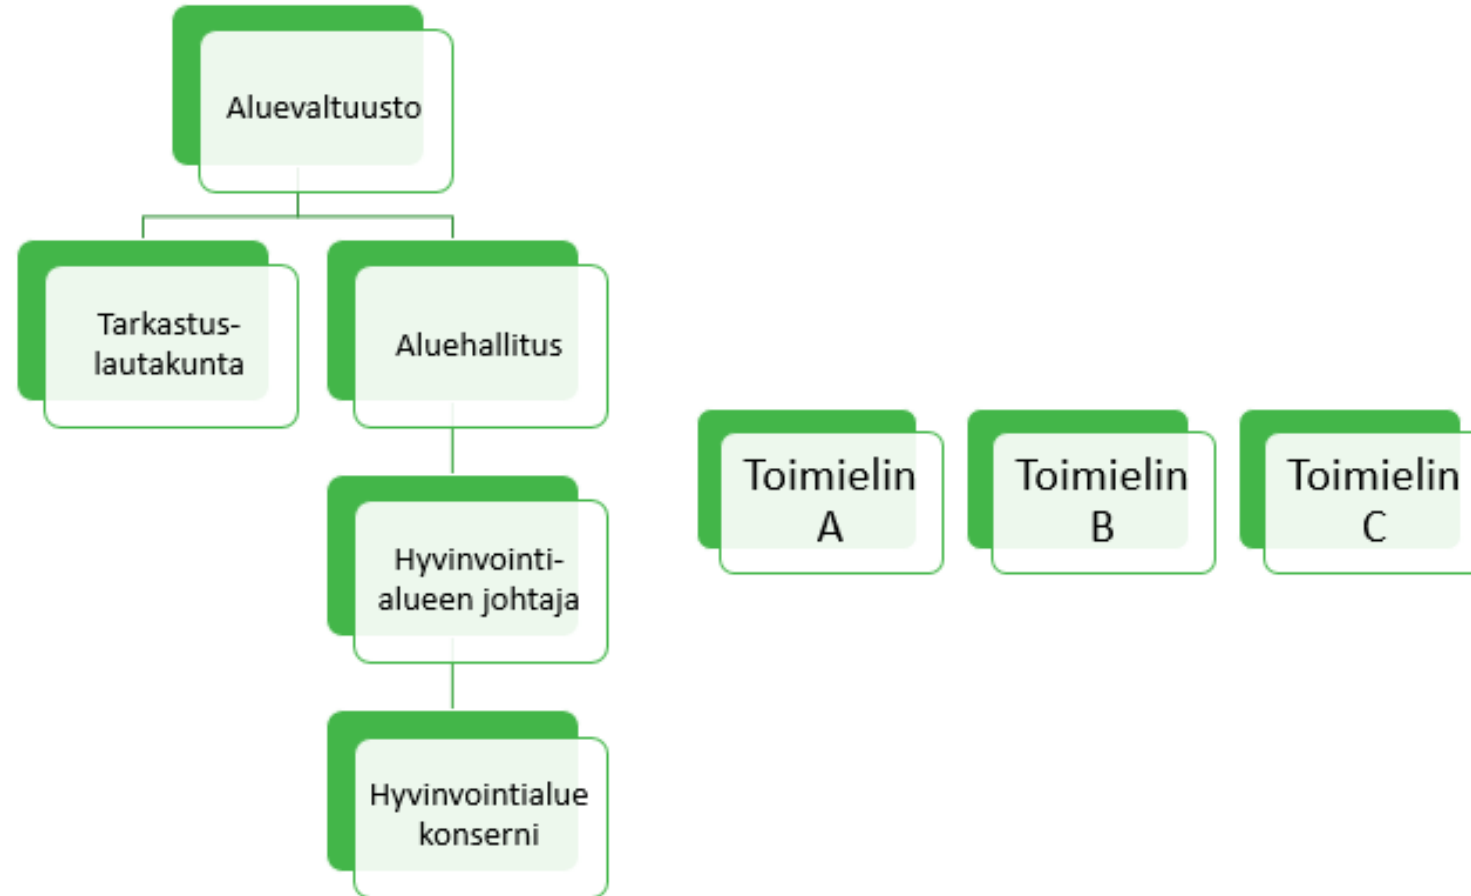 Aluevaltuusto
Tarkastus-
lautakunta
Aluehallitus
Toimielin
A
Toimielin
B
Toimielin
C
Hyvinvointi-
alueen johtaja
Hyvinvointialue
konserni